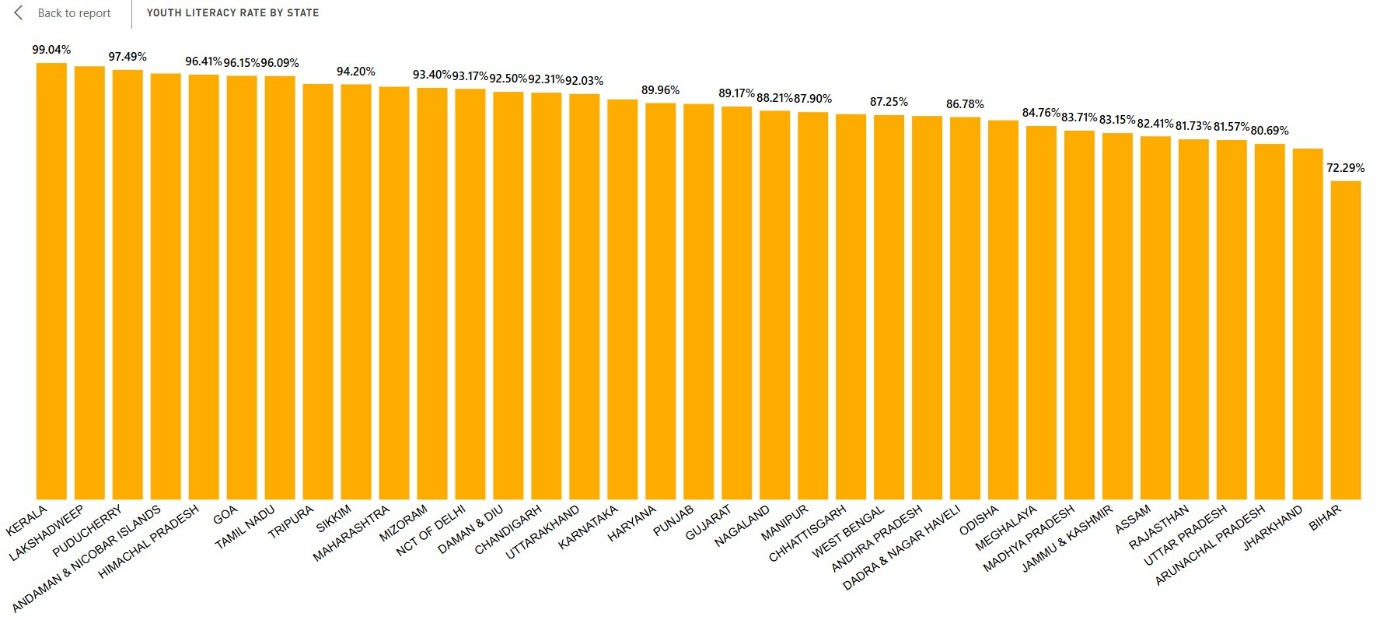 Back to report
YOUTH LITERACY RATE BY STATE
99.04%
97.49%
96.41%
96.15%
96.09%
94.20%
93.40%
93.17%
92.50%
92.31%
92.03%
89.96%
89.17%
88.21%
87.90%
87.25%
86.78%
84.76%
83.71%
83.15%
82.41%
81.73%
81.57%
80.69%
72.29%
KERALA
LAKSHADWEEP
PUDUCHERRY
ANDAMAN & NICOBAR ISLANDS
HIMACHAL PRADESH
GOA
TAMIL NADU
TRIPURA
SIKKIM
MAHARASHTRA
MIZORAM
NCT OF DELHI
DAMAN & DIU
CHANDIGARH
UTTARAKHAND
KARNATAKA
HARYANA
PUNJAB
GUJARAT
NAGALAND
MANIPUR
CHHATTISGARH
WEST BENGAL
ANDHRA PRADESH
DADRA & NAGAR HAVELI
ODISHA
MEGHALAYA
MADHYA PRADESH
JAMMU & KASHMIR
ASSAM
RAJASTHAN
UTTAR PRADESH
ARUNACHAL PRADESH
JHARKHAND
BIHAR